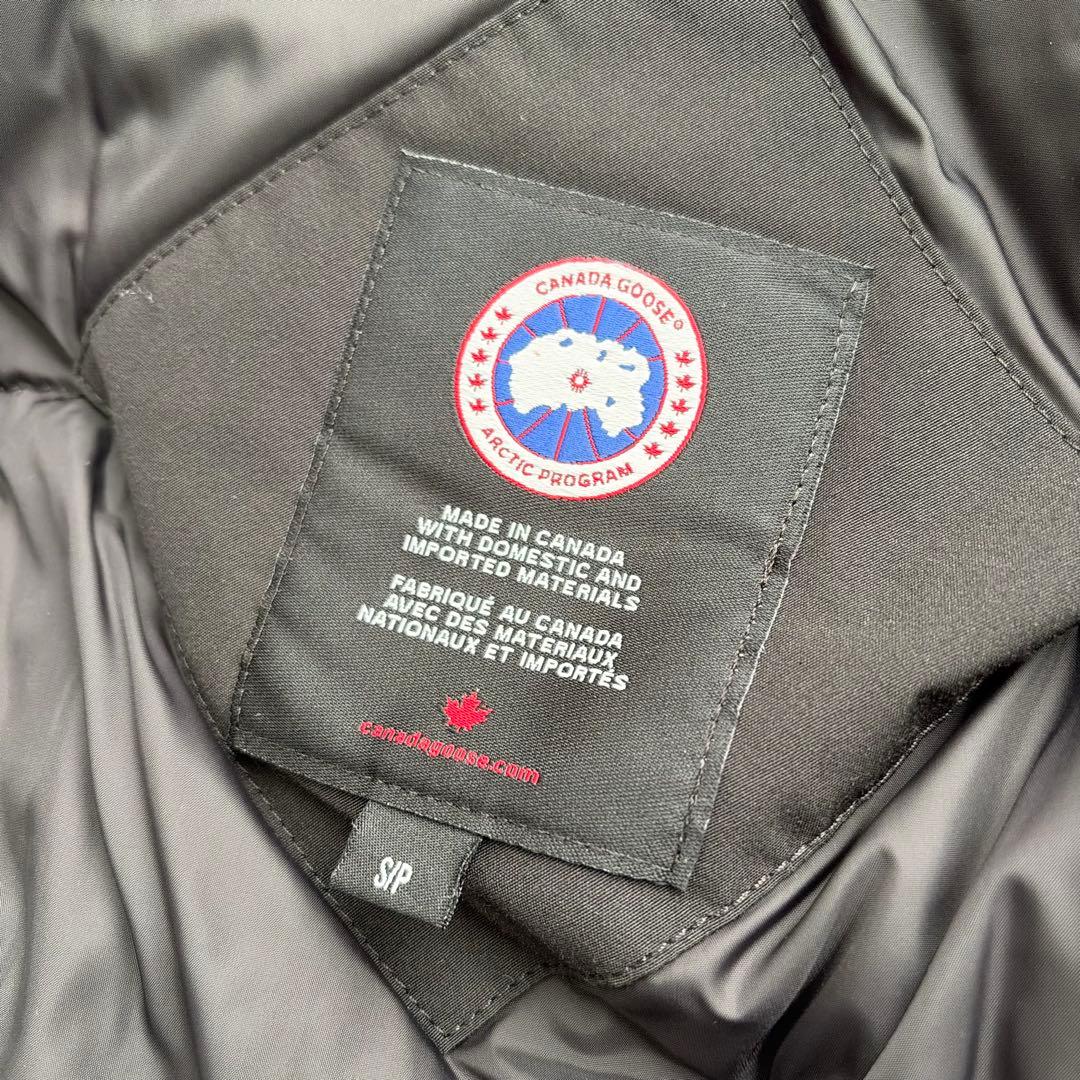 CANADA GOOSE®
ARCTIC PROGRAM
MADE IN CANADA
WITH DOMESTIC AND
IMPORTED MATERIALS
FABRIQUÉ AU CANADA
AVEC DES MATERIAUX
NATIONAUX ET IMPORTÉS
canadagoose.com
S/P